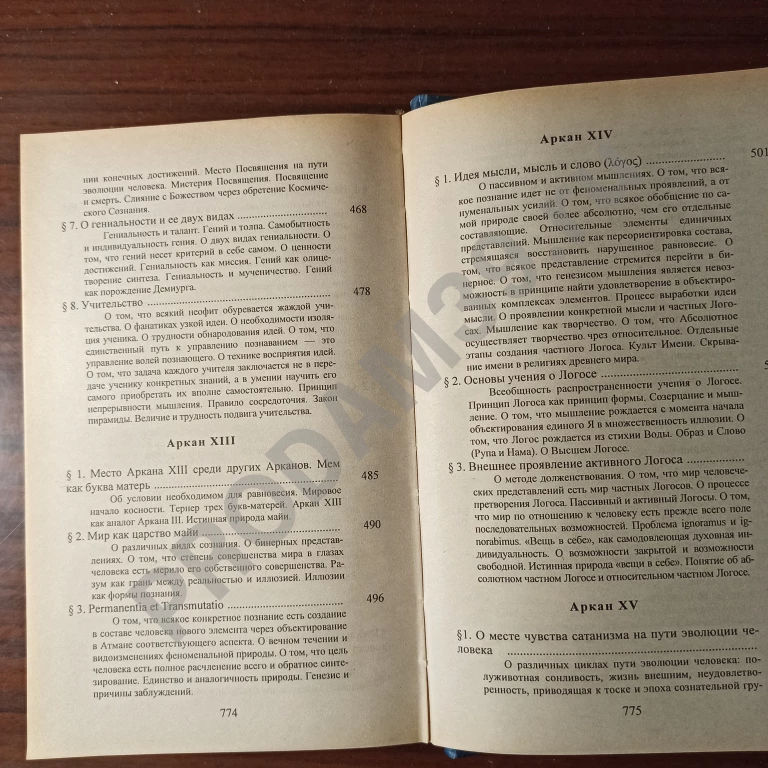 нии конечных достижений. Место Посвящения на пути
эволюции человека. Мистерия Посвящения. Посвящение
и смерть. Слияние с Божеством через обретение Космиче-
ского Сознания.
§ 7. О гениальности и ее двух видах ........ 468
Гениальность и талант. Гений и толпа. Самобытность
и индивидуальность гения. О двух видах гениальности. О
том, что гений несет критерий в себе самом. О ценности
достижений. Гениальность как миссия. Гений как олице-
творение синтеза. Гениальность и мученичество. Гений
как порождение Демиурга.
§ 8. Учительство ........ 478
О том, что всякий неофит обуревается жаждой учи-
тельства. О фанатиках узкой идеи. О необходимости изоля-
ции ученика. О трудности обнародования идей. О том, что
единственный путь к управлению познаванием — это
управление волей познающего. О технике восприятия идей.
О том, что задача каждого учителя заключается не в пере-
даче ученику конкретных знаний, а в умении научить его
самого приобретать их вполне самостоятельно. Принцип
непрерывности мышления. Правило сосредоточия. Закон
пирамиды. Величие и трудность подвига учительства.
Аркан XIII
§ 1. Место Аркана XIII среди других Арканов. Мем
как буква матерь ........ 485
Об условии необходимом для равновесия. Мировое
начало косности. Тернер трех букв-матерей. Аркан XIII
как аналог Аркана III. Истинная природа майи.
§ 2. Мир как царство майи ........ 490
О различных видах сознания. О бинерных представ-
лениях. О том, что степень совершенства мира в глазах
человека есть мерило его собственного совершенства. Ра-
зум как грань между реальностью и иллюзией. Иллюзии
как формы познания.
§ 3. Permanentia et Transmutatio ........ 496
О том, что всякое конкретное познание есть создание
в составе человека нового элемента через объектирование
в Атмане соответствующего аспекта. О вечном течении и
видоизменениях феноменальной природы. О том, что цель
человека есть полное расчленение всего и обратное синте-
зирование. Единство и аналогичность природы. Генезис и
причины заблуждений.
774
Аркан XIV
§ 1. Идея мысли, мысль и слово (λόγος) ........ 501
О пассивном и активном мышлениях. О том, что вся-
кое познание идет не от феноменальных проявлений, а от
нуменальных усилий. О том, что всякое обобщение по са-
мой природе своей более абсолютно, чем его отдельные
составляющие. Относительные элементы единичных
представлений. Мышление как переориентировка состава,
стремящаяся восстановить нарушенное равновесие. О
том, что всякое представление стремится перейти в би-
нерное. О том, что генезисом мышления является невоз-
можность в принципе найти удовлетворение в объектиро-
ванных комплексах элементов. Процесс выработки идеи
мысли. О проявлении конкретной мысли и частных Лого-
сах. Мышление как творчество. О том, что Абсолютное
осуществляет творчество чрез относительное. Отдельные
этапы создания частного Логоса. Культ Имени. Скрыва-
ние имени в религиях древнего мира.
§ 2. Основы учения о Логосе ........
Всеобщность распространенности учения о Логосе.
Принцип Логоса как принцип формы. Созерцание и мыш-
ление. О том, что мышление рождается с момента начала
объектирования единого Я в множественность иллюзии. О
том, что Логос рождается из стихии Воды. Образ и Слово
(Рупа и Нама). О Высшем Логосе.
§ 3. Внешнее проявление активного Логоса ........
О методе долженствования. О том, что мир человече-
ских представлений есть мир частных Логосов. О процессе
претворения Логоса. Пассивный и активный Логосы. О том,
что мир по отношению к человеку есть прежде всего поле
последовательных возможностей. Проблема ignoramus и ig-
norabimus. «Вещь в себе», как самодовлеющая духовная ин-
дивидуальность. О возможности закрытой и возможности
свободной. Истинная природа «вещи в себе». Понятие об аб-
солютном частном Логосе и относительном частном Логосе.
Аркан XV
§1. О месте чувства сатанизма на пути эволюции че-
ловека ........
О различных циклах пути эволюции человека: по-
луживотная сонливость, жизнь внешним, неудовлетво-
ренность, приводящая к тоске и эпоха сознательной гру-
775
PRODAM3